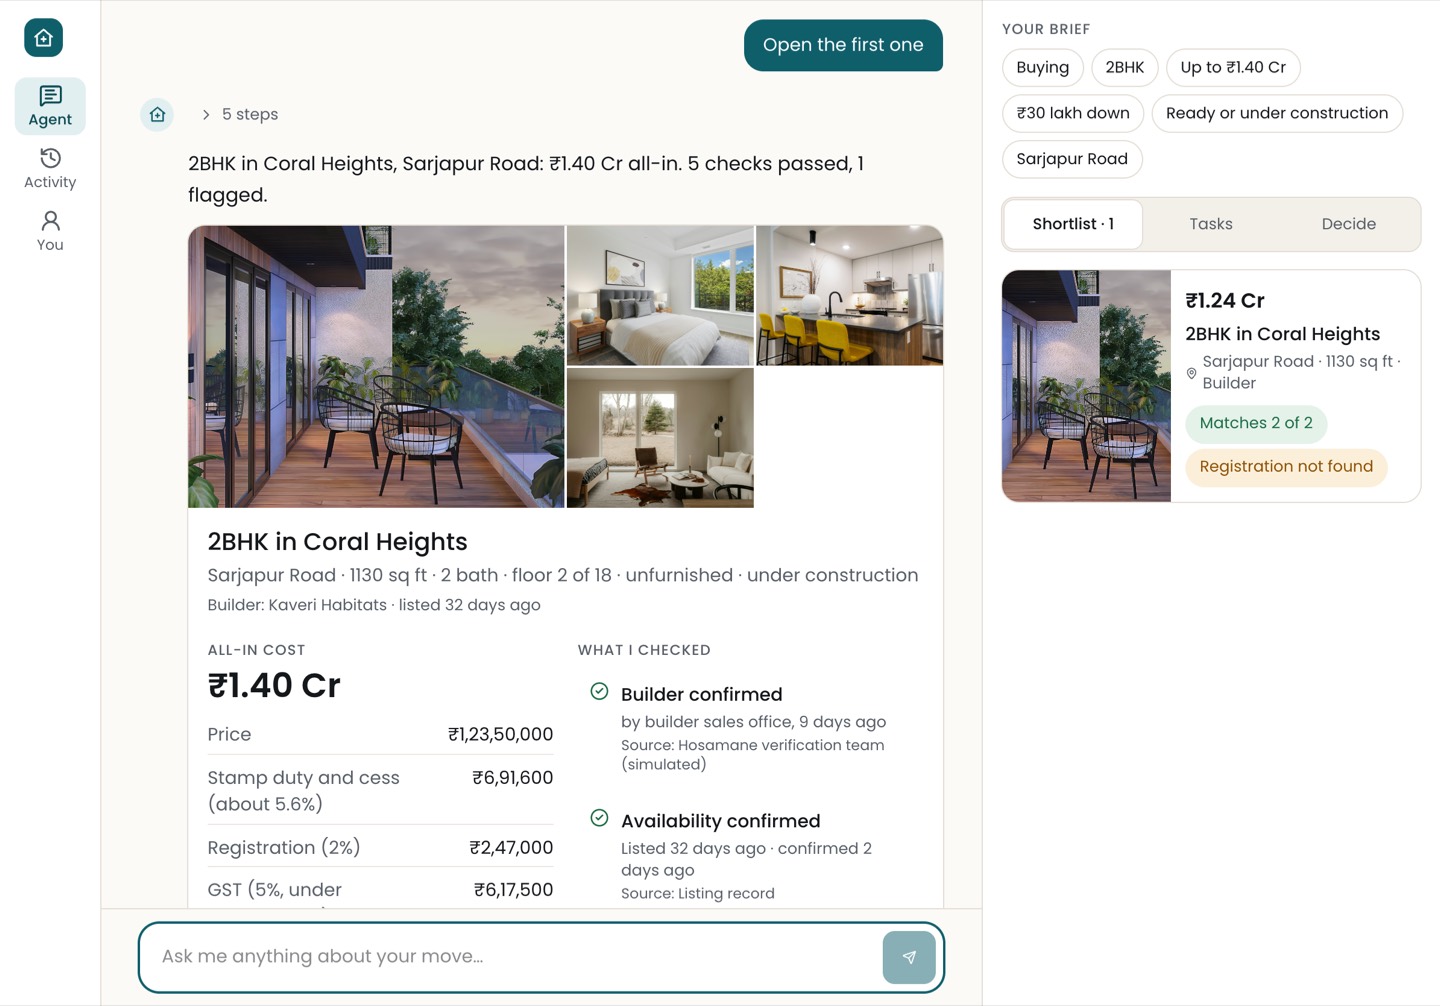 Open the first one
Agent
Activity
You
5 steps
2BHK in Coral Heights, Sarjapur Road: ₹1.40 Cr all-in. 5 checks passed, 1
flagged.
2BHK in Coral Heights
Sarjapur Road · 1130 sq ft · 2 bath · floor 2 of 18 · unfurnished · under construction
Builder: Kaveri Habitats · listed 32 days ago
ALL-IN COST
₹1.40 Cr
Price ₹1,23,50,000
Stamp duty and cess ₹6,91,600
(about 5.6%)
Registration (2%) ₹2,47,000
GST (5%, under ₹6,17,500
WHAT I CHECKED
Builder confirmed
by builder sales office, 9 days ago
Source: Hosamane verification team
(simulated)
Availability confirmed
Listed 32 days ago · confirmed 2
days ago
Source: Listing record
Ask me anything about your move...
YOUR BRIEF
Buying 2BHK Up to ₹1.40 Cr
₹30 lakh down Ready or under construction
Sarjapur Road
Shortlist · 1 Tasks Decide
₹1.24 Cr
2BHK in Coral Heights
Sarjapur Road · 1130 sq ft ·
Builder
Matches 2 of 2
Registration not found